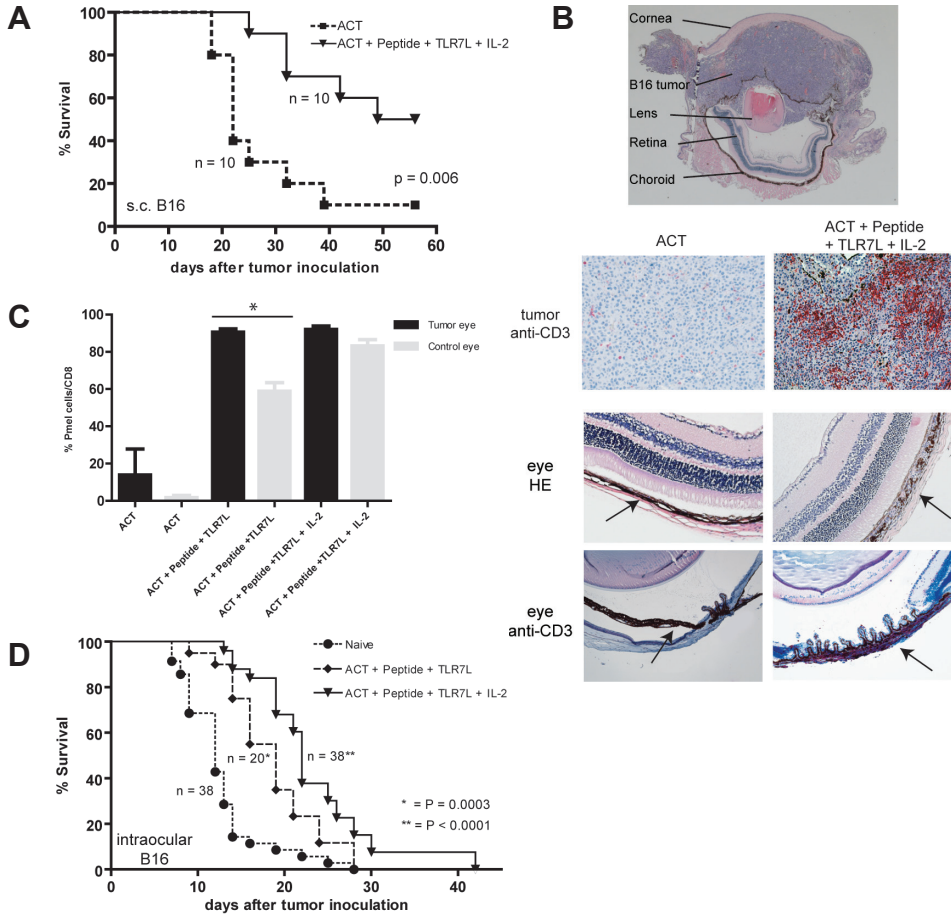 A
ACT
ACT + Peptide + TLR7L + IL-2
% Survival
100
80
60
40
20
0
n = 10
n = 10
p = 0.006
s.c. B16
0 10 20 30 40 50 60
days after tumor inoculation
B
Cornea
B16 tumor
Lens
Retina
Choroid
ACT
ACT + Peptide
+ TLR7L + IL-2
tumor
anti-CD3
eye
HE
eye
anti-CD3
C
% Pmel cells/CD8
100
80
60
40
20
0
*
Tumor eye
Control eye
ACT
ACT
ACT + Peptide +TLR7L
ACT + Peptide +TLR7L
ACT + Peptide +TLR7L + IL-2
ACT + Peptide +TLR7L + IL-2
D
Naive
ACT + Peptide + TLR7L
ACT + Peptide + TLR7L + IL-2
% Survival
100
80
60
40
20
0
n = 38
n = 20*
n = 38**
* = P = 0.0003
** = P < 0.0001
intraocular
B16
0 10 20 30 40
days after tumor inoculation